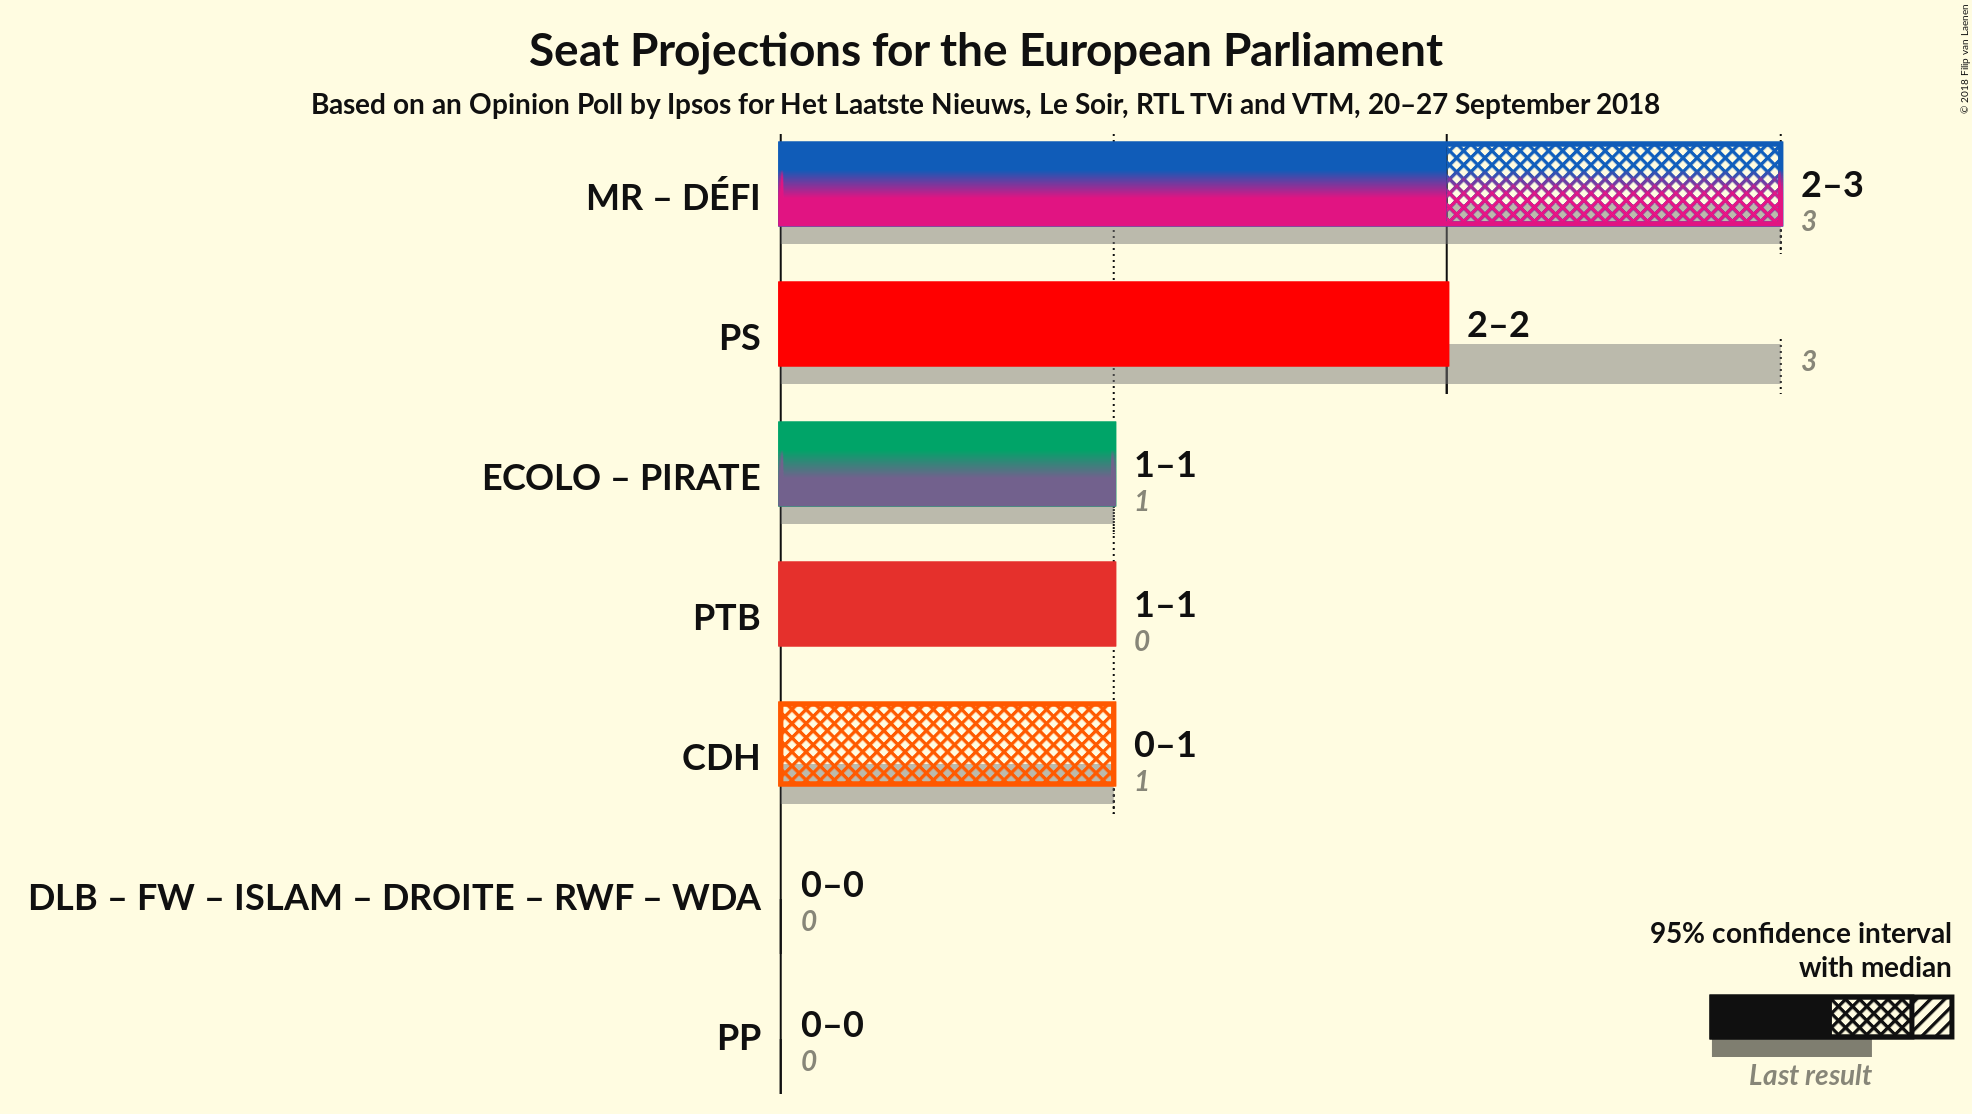 Seat Projections for the European Parliament
Based on an Opinion Poll by Ipsos for Het Laatste Nieuws, Le Soir, RTL TVi and VTM, 20–27 September 2018
© 2018 Filip van Laenen
MR – DÉFI
2–3
3
PS
2–2
3
ECOLO – PIRATE
1–1
1
PTB
1–1
0
CDH
0–1
1
DLB – FW – ISLAM – DROITE – RWF – WDA
0–0
0
PP
0–0
0
95% confidence interval
with median
Last result